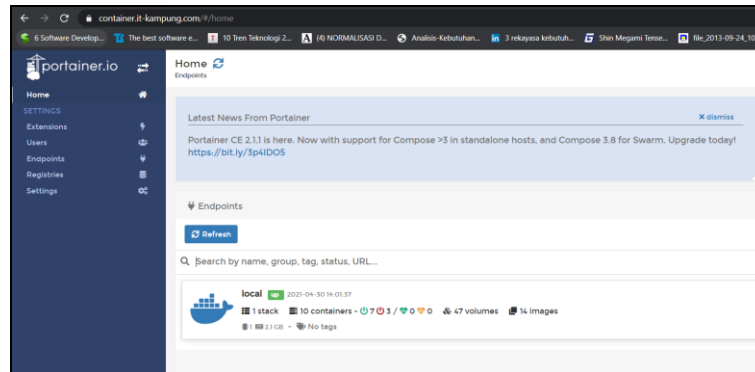 container.it-kampung.com/#/home
6 Software Develop... The best software e... 10 Tren Teknologi 2... (4) NORMALISASI D... Analisis-Kebutuhan... 3 rekayasa kebutuh... Shin Megami Tense... file_2013-09-24_10
portainer.io
Home
SETTINGS
Extensions
Users
Endpoints
Registries
Settings
Home
Endpoints
Latest News From Portainer
dismiss
Portainer CE 2.1.1 is here. Now with support for Compose >3 in standalone hosts, and Compose 3.8 for Swarm. Upgrade today!
https://bit.ly/3p4IDO5
Endpoints
Refresh
Search by name, group, tag, status, URL...
local up 2021-04-30 14:01:37
1 stack 10 containers - 7 3 / 0 0 47 volumes 14 images
1 2.1 GB - No tags